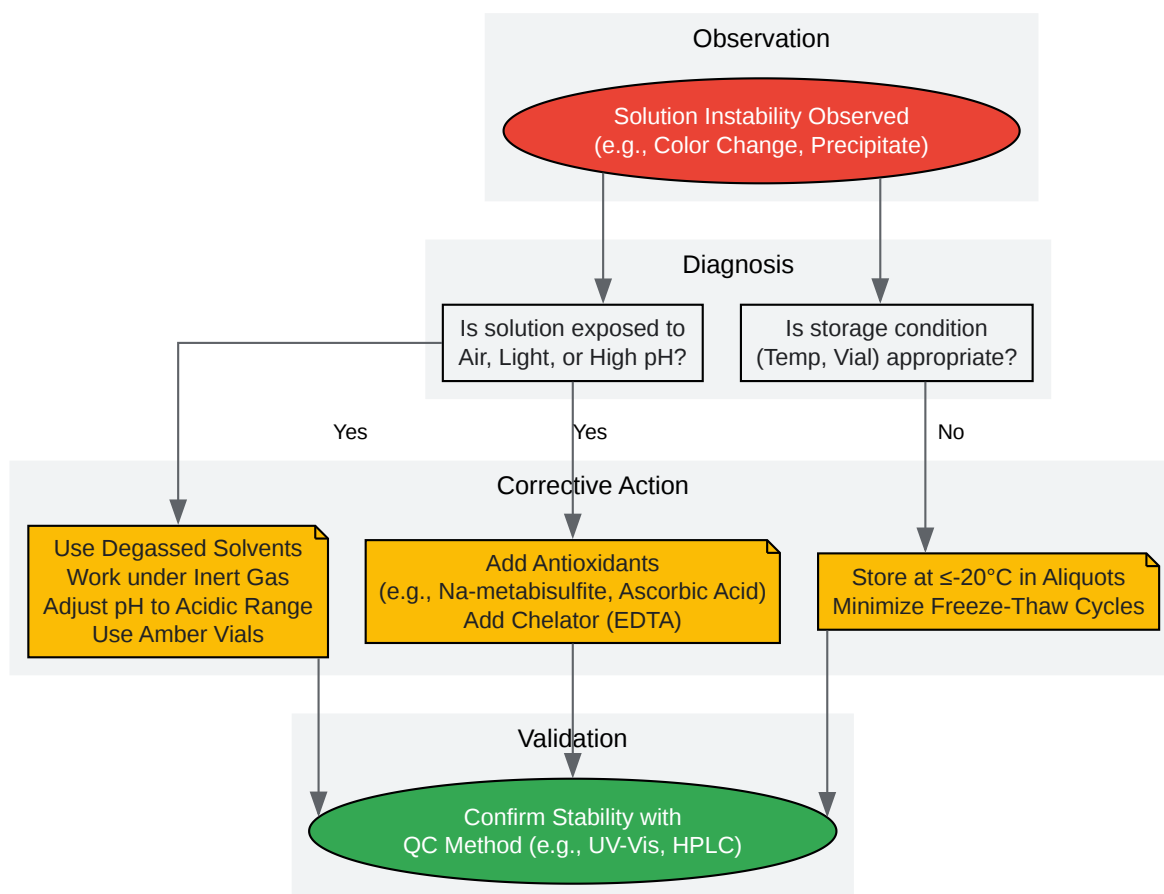 Observation
Solution Instability Observed
(e.g., Color Change, Precipitate)
Diagnosis
Is solution exposed to
Air, Light, or High pH?
Is storage condition
(Temp, Vial) appropriate?
Yes
Yes
No
Corrective Action
Use Degassed Solvents
Work under Inert Gas
Adjust pH to Acidic Range
Use Amber Vials
Add Antioxidants
(e.g., Na-metabisulfite, Ascorbic Acid)
Add Chelator (EDTA)
Store at ≤-20°C in Aliquots
Minimize Freeze-Thaw Cycles
Validation
Confirm Stability with
QC Method (e.g., UV-Vis, HPLC)